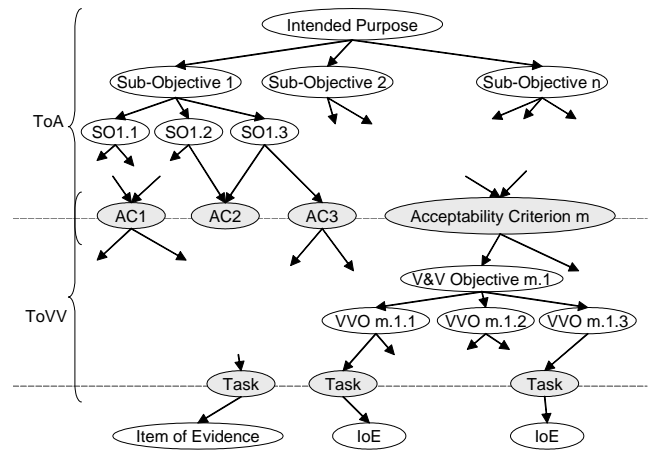 Intended Purpose
Sub-Objective 1
Sub-Objective 2
Sub-Objective n
ToA
SO1.1
SO1.2
SO1.3
AC1
AC2
AC3
Acceptability Criterion m
V&V Objective m.1
ToVV
VVO m.1.1
VVO m.1.2
VVO m.1.3
Task
Task
Task
Item of Evidence
IoE
IoE